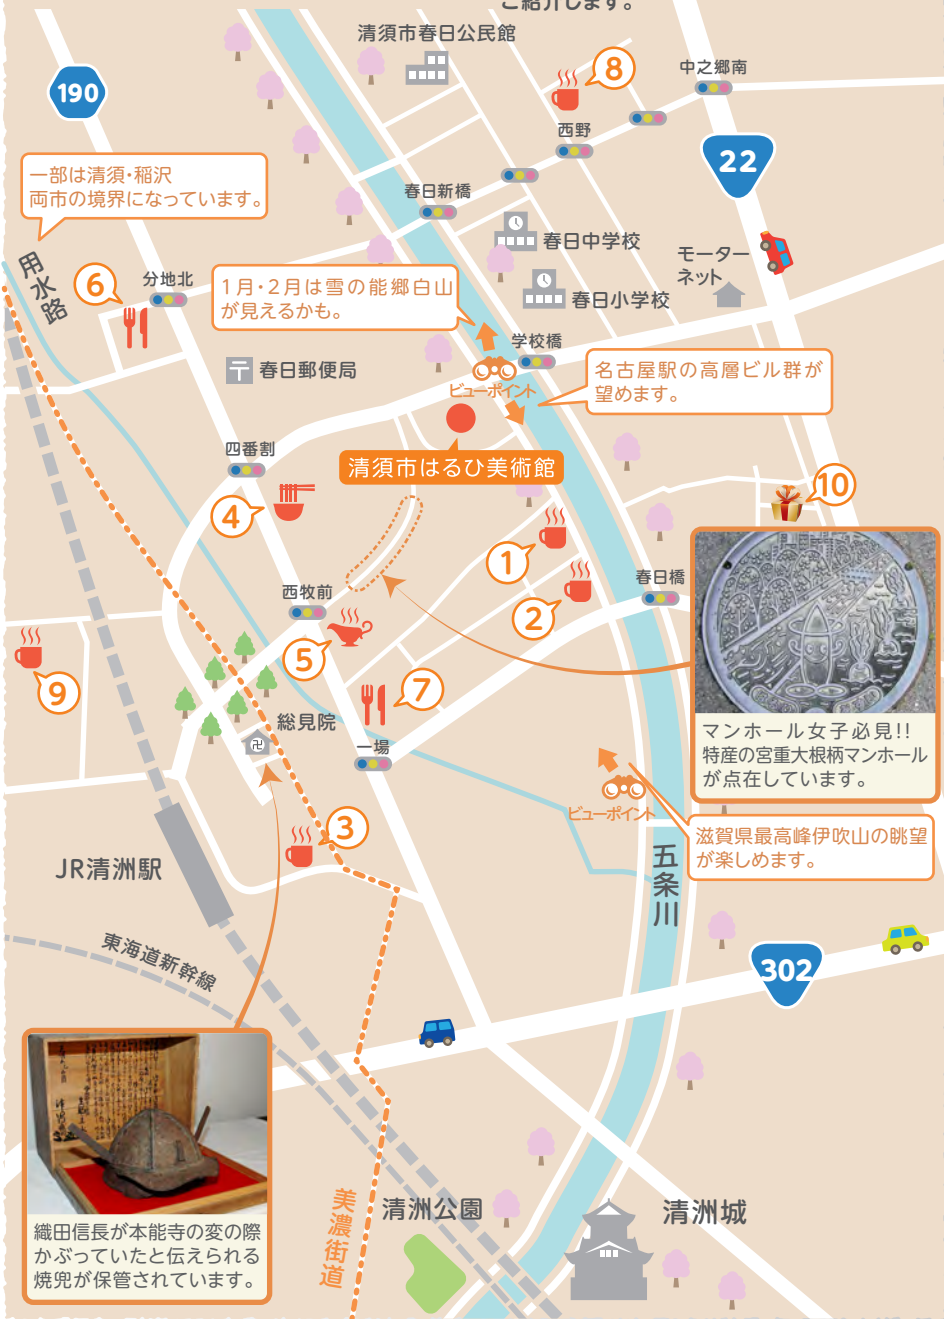 ご紹介します。
清須市春日公民館
190
8
中之郷南
西野
22
一部は清須・稲沢
両市の境界になっています。
春日新橋
春日中学校
モーター
ネット
用水路
6
分地北
1月・2月は雪の能郷白山
が見えるかも。
春日小学校
学校橋
春日郵便局
ビューポイント
名古屋駅の高層ビル群が
望めます。
四番割
清須市はるひ美術館
10
4
1
西牧前
2
春日橋
5
9
7
総見院
一場
マンホール女子必見!!
特産の宮重大根柄マンホール
が点在しています。
ビューポイント
3
滋賀県最高峰伊吹山の眺望
が楽しめます。
JR清洲駅
五条川
東海道新幹線
302
織田信長が本能寺の変の際
かぶっていたと伝えられる
焼兜が保管されています。
美濃街道
清洲公園
清洲城